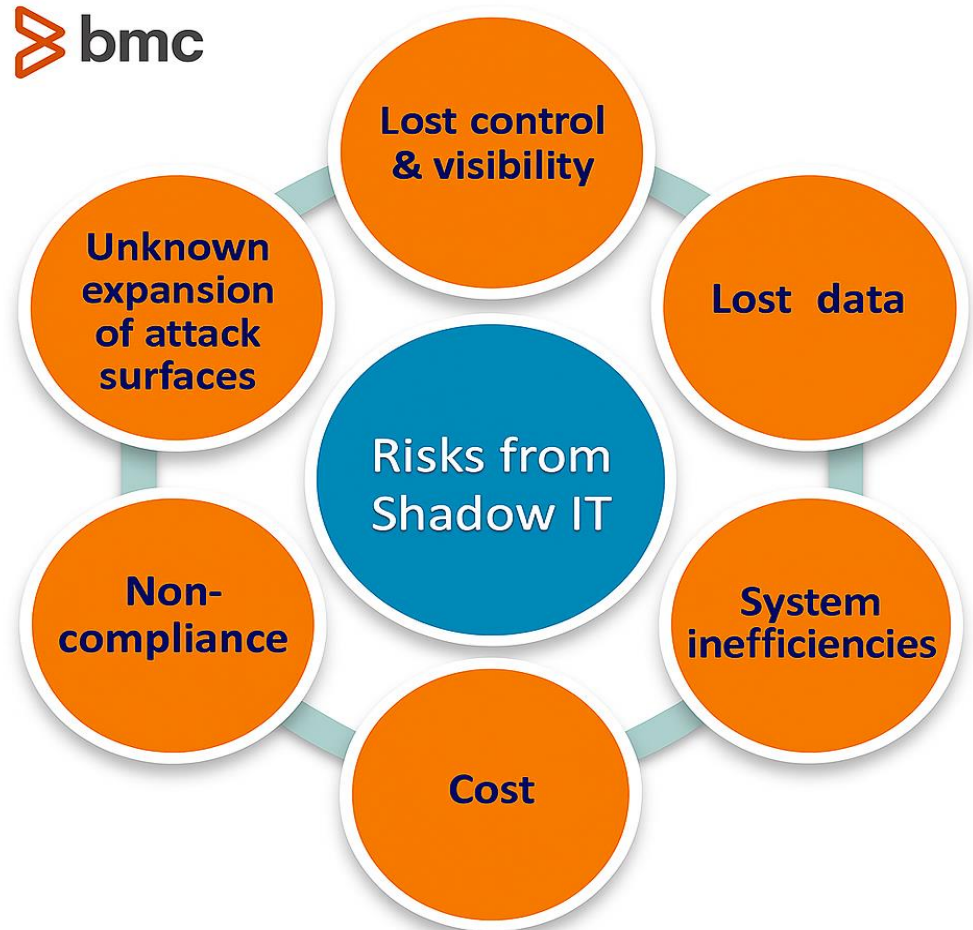 bmc
Lost control
& visibility
Lost data
System
inefficiencies
Cost
Non-
compliance
Unknown
expansion
of attack
surfaces
Risks from
Shadow IT